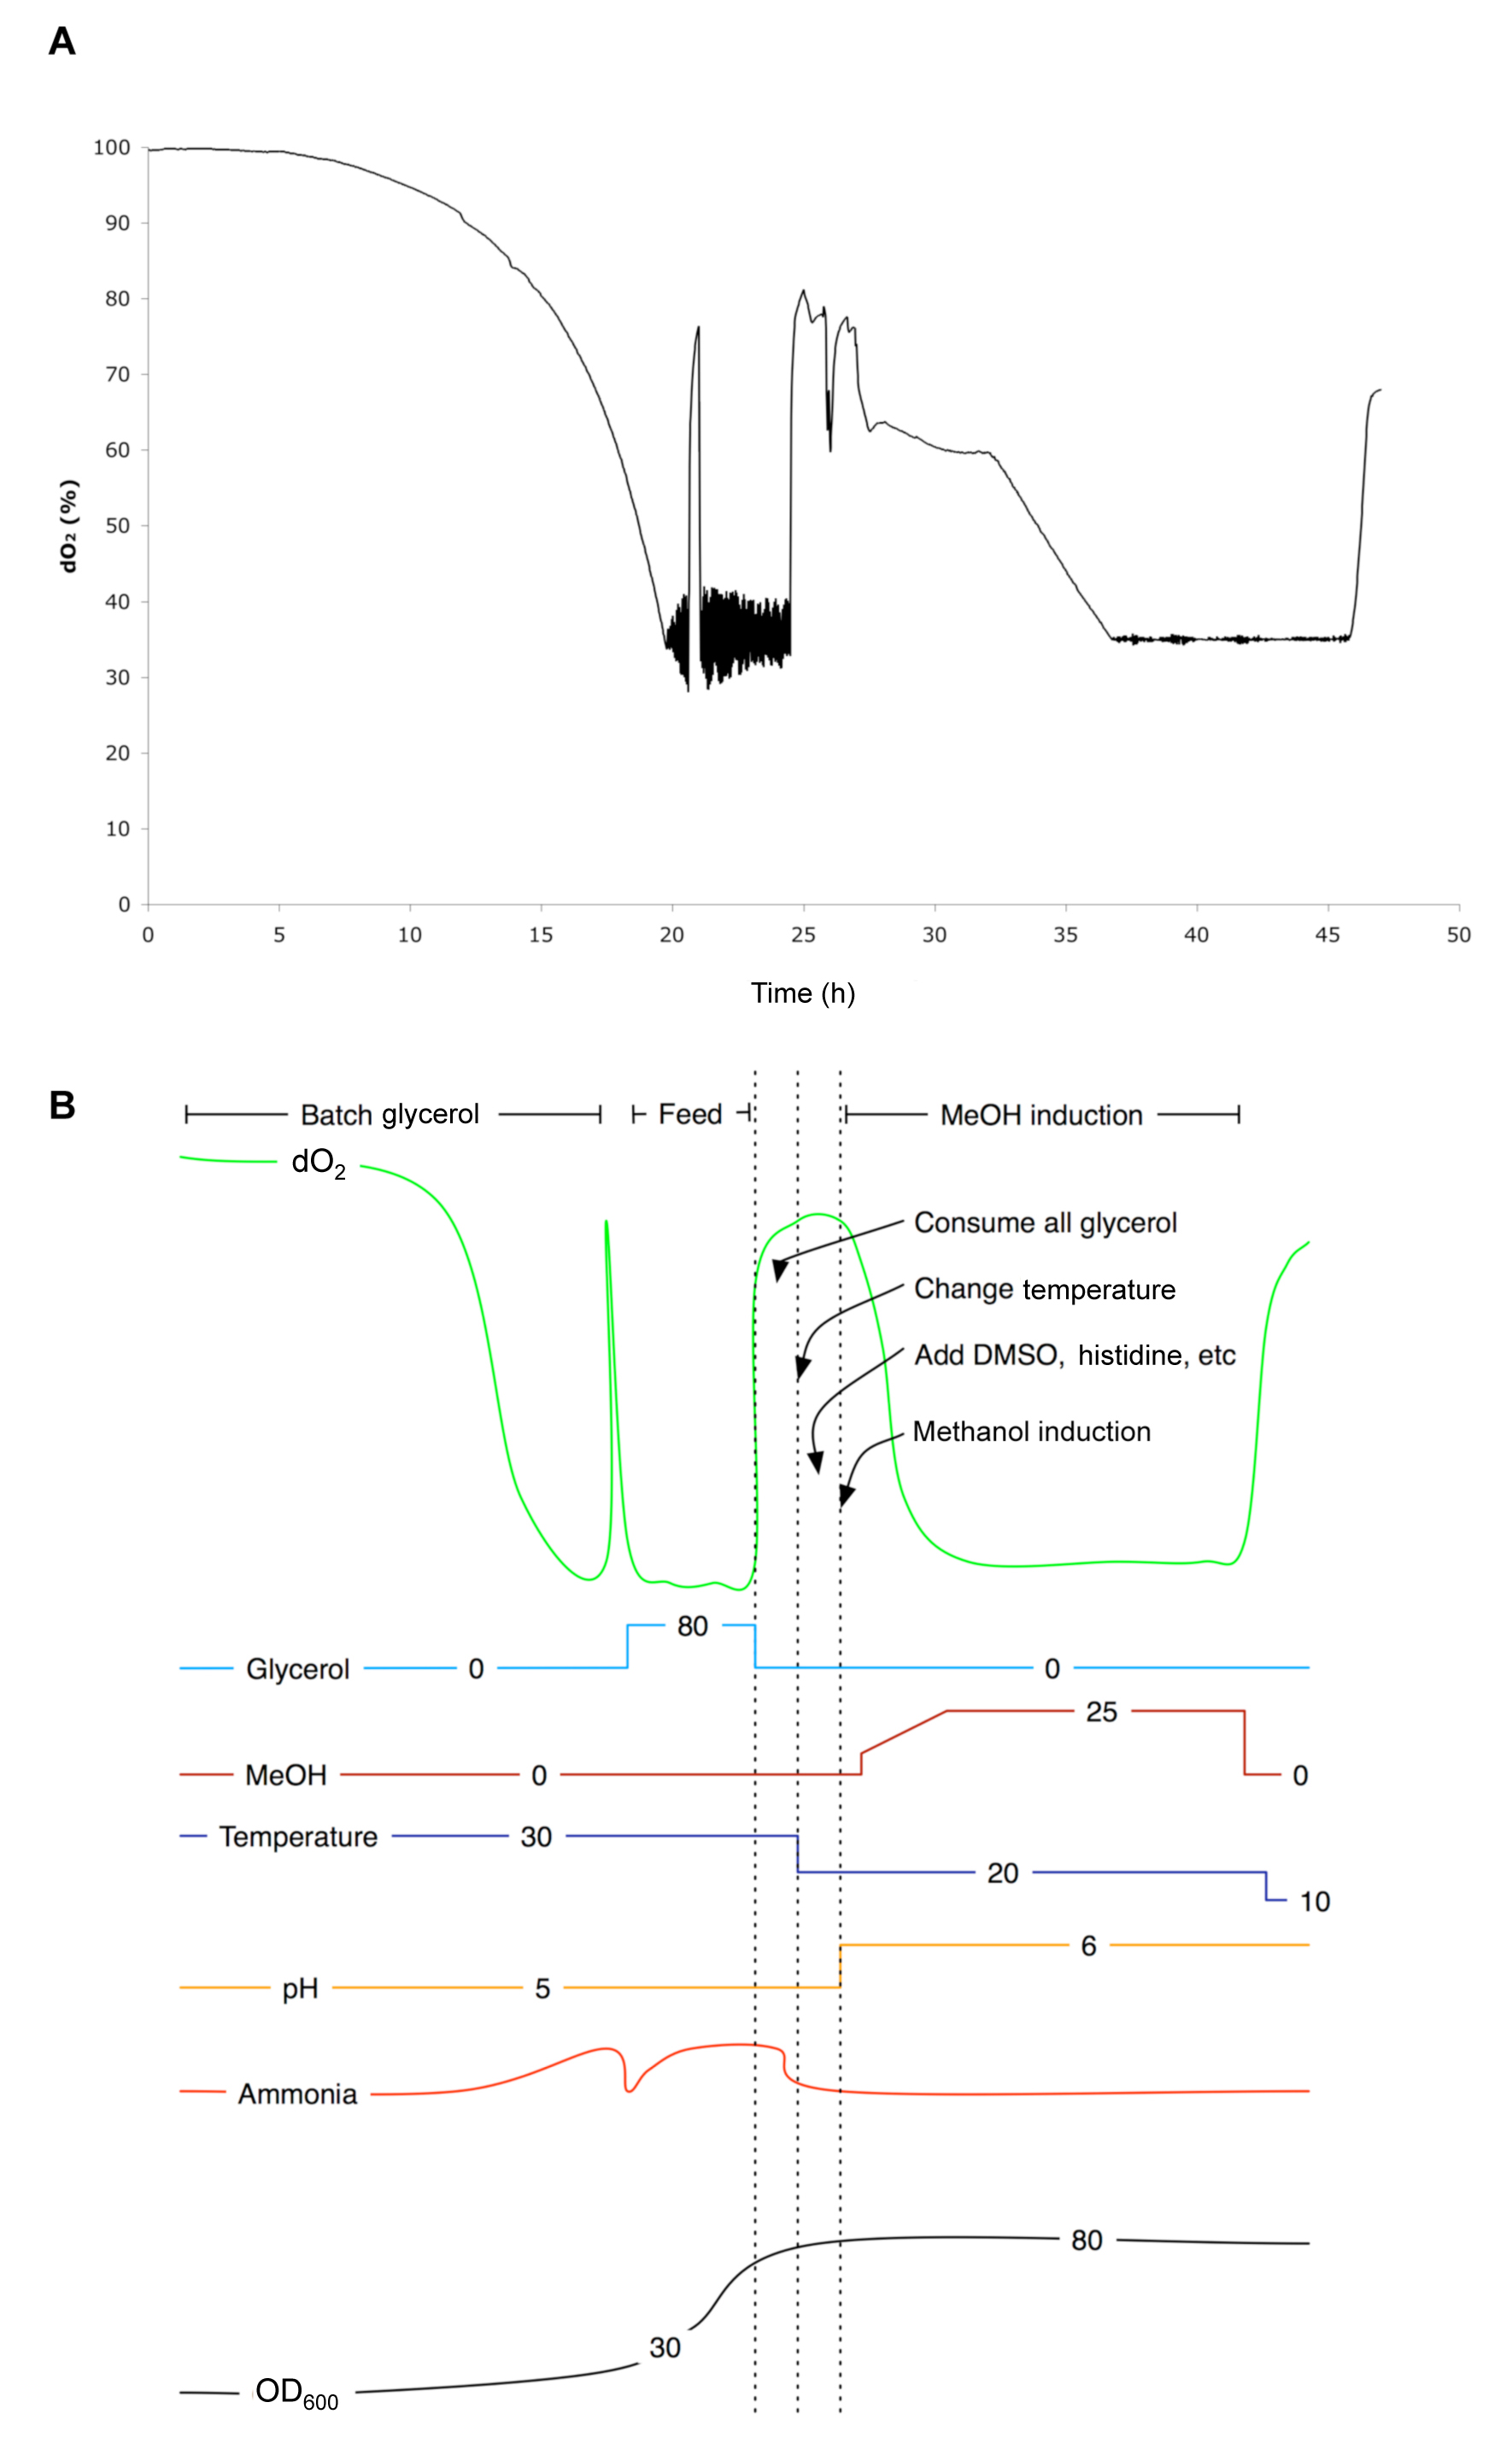 A
100
90
80
70
60
50
40
30
20
10
0
dO₂ (%)
0 5 10 15 20 25 30 35 40 45 50
Time (h)
B
Batch glycerol Feed MeOH induction
dO₂
Consume all glycerol
Change temperature
Add DMSO, histidine, etc
Methanol induction
80
Glycerol 0 0
25
MeOH 0 0
Temperature 30
20
10
6
pH 5
Ammonia
80
30
OD₆₀₀